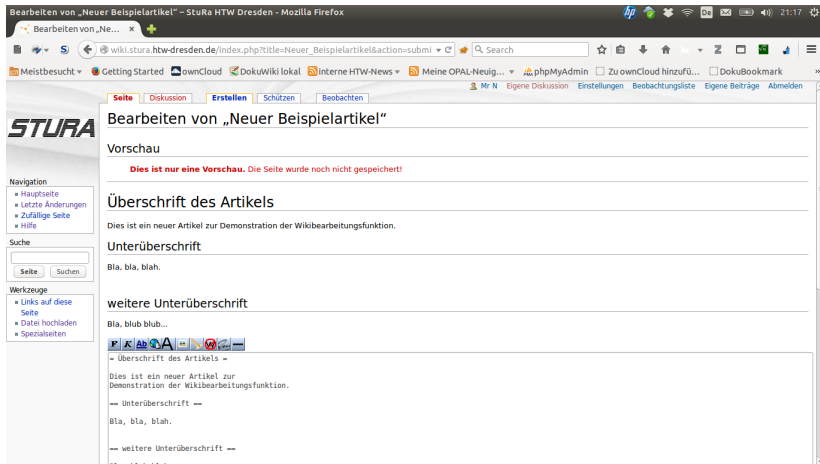 Bearbeiten von „Neuer Beispielartikel“ – StuRa HTW Dresden - Mozilla Firefox
De 21:17
Bearbeiten von „Ne...
wiki.stura.htw-dresden.de/index.php?title=Neuer_Beispielartikel&action=submi
Search
Meistbesucht Getting Started ownCloud DokuWiki lokal interne HTW-News Meine OPAL-Neuig... phpMyAdmin Zu ownCloud hinzufü... DokuBookmark »
Mr N Eigene Diskussion Einstellungen Beobachtungsliste Eigene Beiträge Abmelden
Seite Diskussion Erstellen Schützen Beobachten
STURA
Bearbeiten von „Neuer Beispielartikel“
Vorschau
Dies ist nur eine Vorschau. Die Seite wurde noch nicht gespeichert!
Navigation
Hauptseite
Letzte Änderungen
Zufällige Seite
Hilfe
Suche
Seite Suchen
Werkzeuge
Links auf diese
Seite
Datei hochladen
Spezialseiten
Überschrift des Artikels
Dies ist ein neuer Artikel zur Demonstration der Wikibearbeitungsfunktion.
Unterüberschrift
Bla, bla, blah.
weitere Unterüberschrift
Bla, blub blub...
F K Ab A
= Überschrift des Artikels =
Dies ist ein neuer Artikel zur
Demonstration der Wikibearbeitungsfunktion.
== Unterüberschrift ==
Bla, bla, blah.
== weitere Unterüberschrift ==